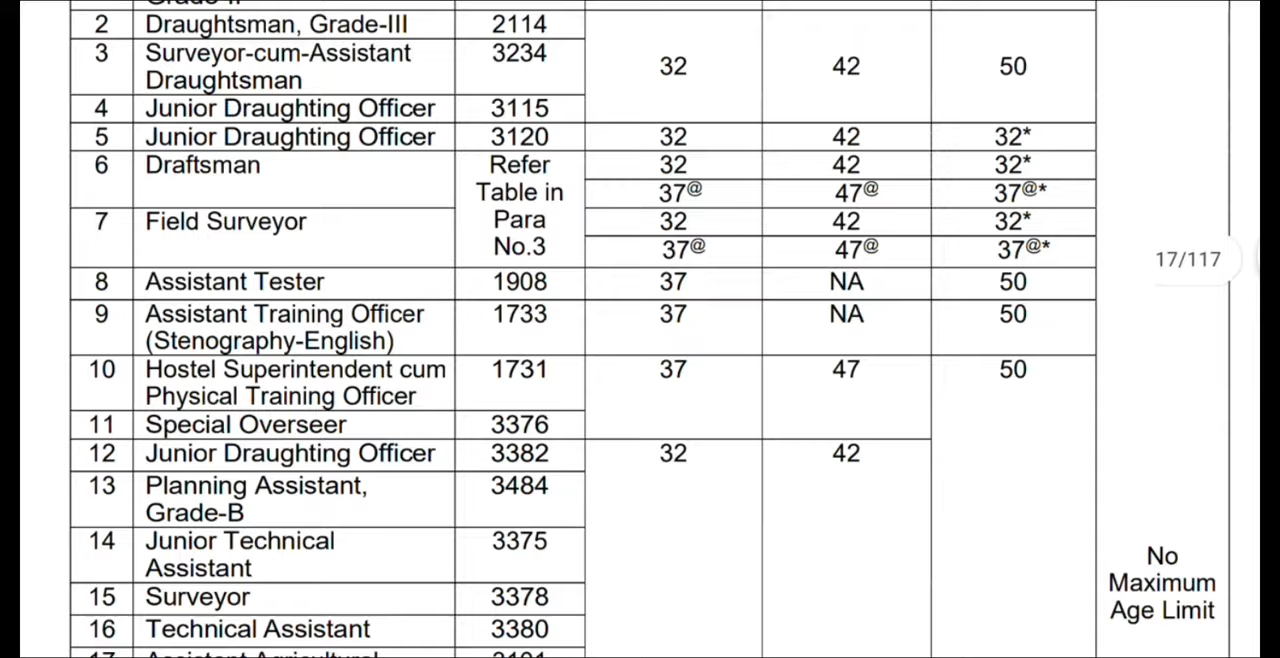 Grade-II
2 Draughtsman, Grade-III 2114
3 Surveyor-cum-Assistant 3234
32 42 50
Draughtsman
4 Junior Draughting Officer 3115
5 Junior Draughting Officer 3120 32 42 32*
6 Draftsman Refer 32 42 32*
Table in 37@ 47@ 37@*
7 Field Surveyor Para 32 42 32*
No.3 37@ 47@ 37@*
17/117
8 Assistant Tester 1908 37 NA 50
9 Assistant Training Officer 1733 37 NA 50
(Stenography-English)
10 Hostel Superintendent cum 1731 37 47 50
Physical Training Officer
11 Special Overseer 3376
12 Junior Draughting Officer 3382 32 42
13 Planning Assistant, 3484
Grade-B
14 Junior Technical 3375
No
Assistant
Maximum
15 Surveyor 3378
Age Limit
16 Technical Assistant 3380
17 Assistant Agricultural